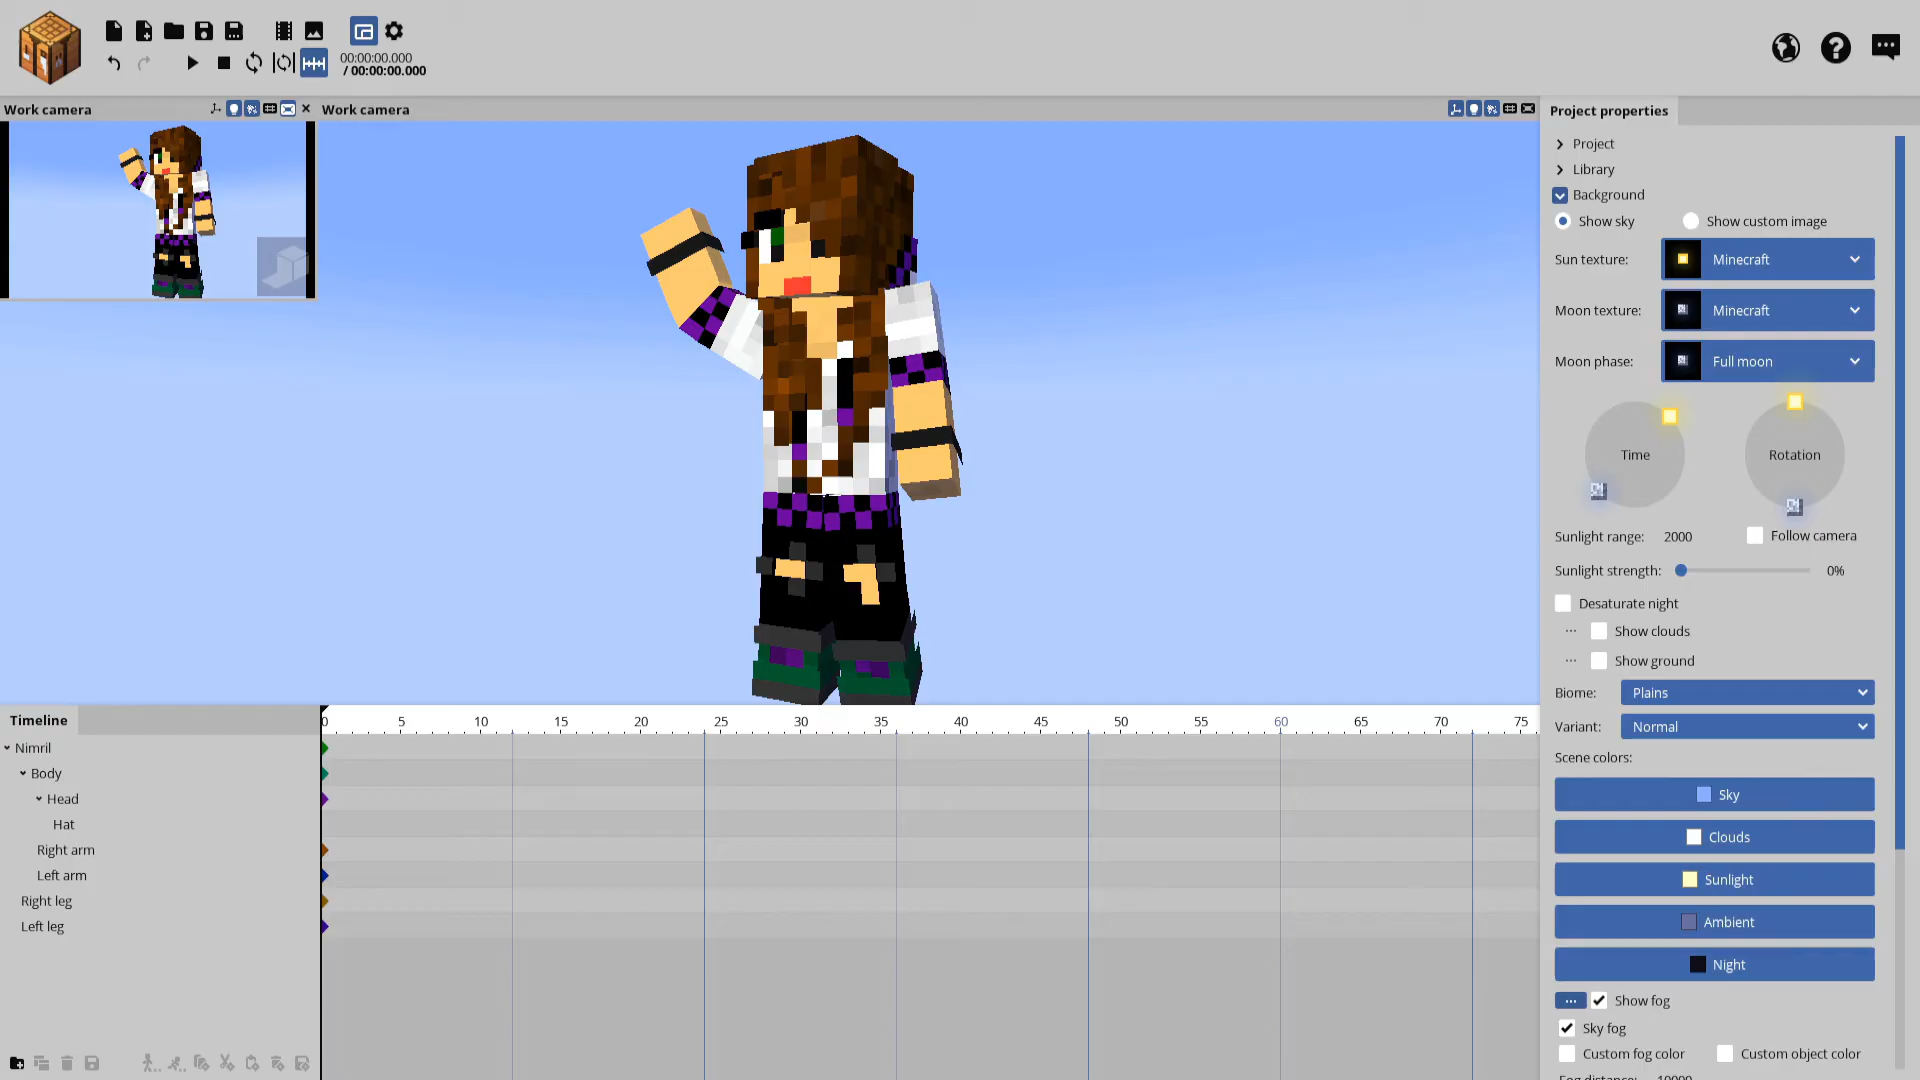 00:00:00.000
/ 00:00:00.000
Work camera
Work camera
Project properties
Project
Library
Background
Show sky
Show custom image
Sun texture:
Minecraft
Moon texture:
Minecraft
Moon phase:
Full moon
Time
Rotation
Sunlight range: 2000
Follow camera
Sunlight strength:
0%
Desaturate night
Show clouds
Show ground
Biome:
Plains
Variant:
Normal
Scene colors:
Sky
Clouds
Sunlight
Ambient
Night
Show fog
Sky fog
Custom fog color
Custom object color
Fog distance: 10000
Timeline
0 5 10 15 20 25 30 35 40 45 50 55 60 65 70 75
Nimril
Body
Head
Hat
Right arm
Left arm
Right leg
Left leg